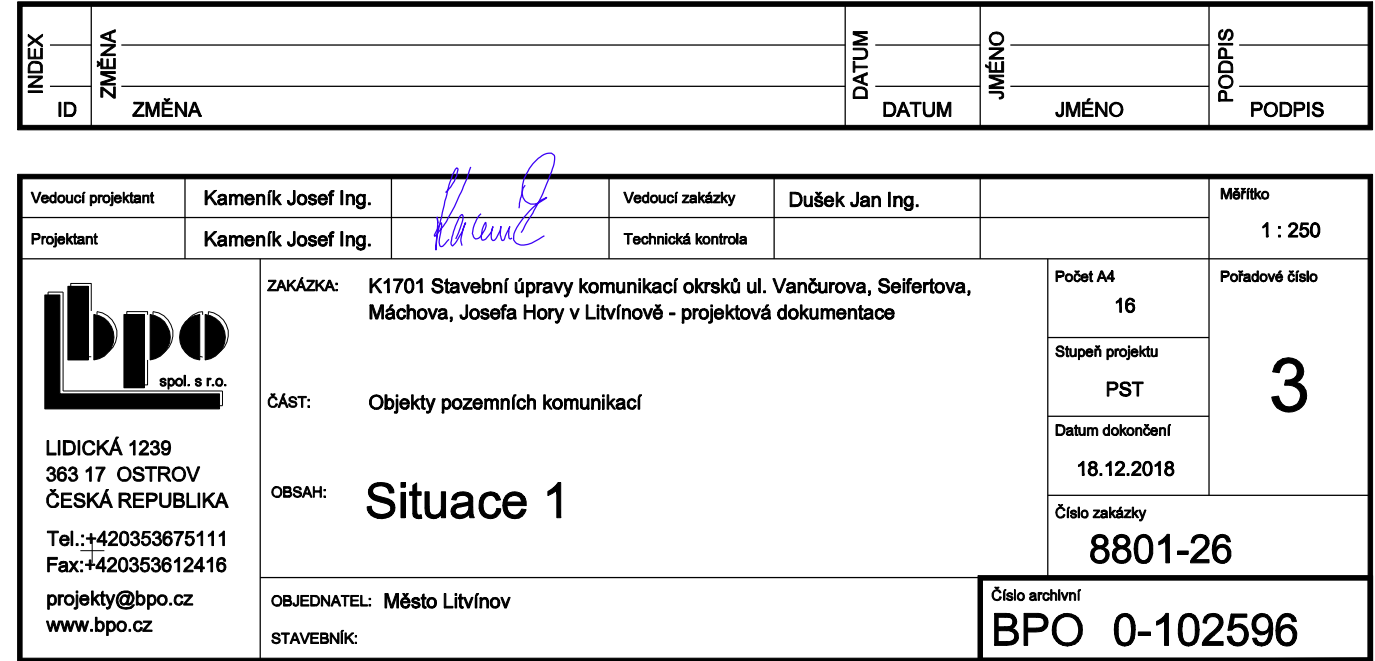 INDEX
ZMĚNA
DATUM
JMÉNO
PODPIS
ID ZMĚNA DATUM JMÉNO PODPIS
Vedoucí projektant Kameník Josef Ing. Vedoucí zakázky Dušek Jan Ing.
Projektant Kameník Josef Ing. Technická kontrola
Měřítko
1 : 250
bpo
spol. s r.o.
LIDICKÁ 1239
363 17 OSTROV
ČESKÁ REPUBLIKA
Tel.:+420353675111
Fax:+420353612416
projekty@bpo.cz
www.bpo.cz
ZAKÁZKA: K1701 Stavební úpravy komunikací okrsků ul. Vančurova, Seifertova,
Máchova, Josefa Hory v Litvínově - projektová dokumentace
ČÁST: Objekty pozemních komunikací
OBSAH: Situace 1
OBJEDNATEL: Město Litvínov
STAVEBNÍK:
Počet A4
16
Stupeň projektu
PST
Datum dokončení
18.12.2018
Pořadové číslo
3
Číslo zakázky
8801-26
Číslo archivní
BPO 0-102596